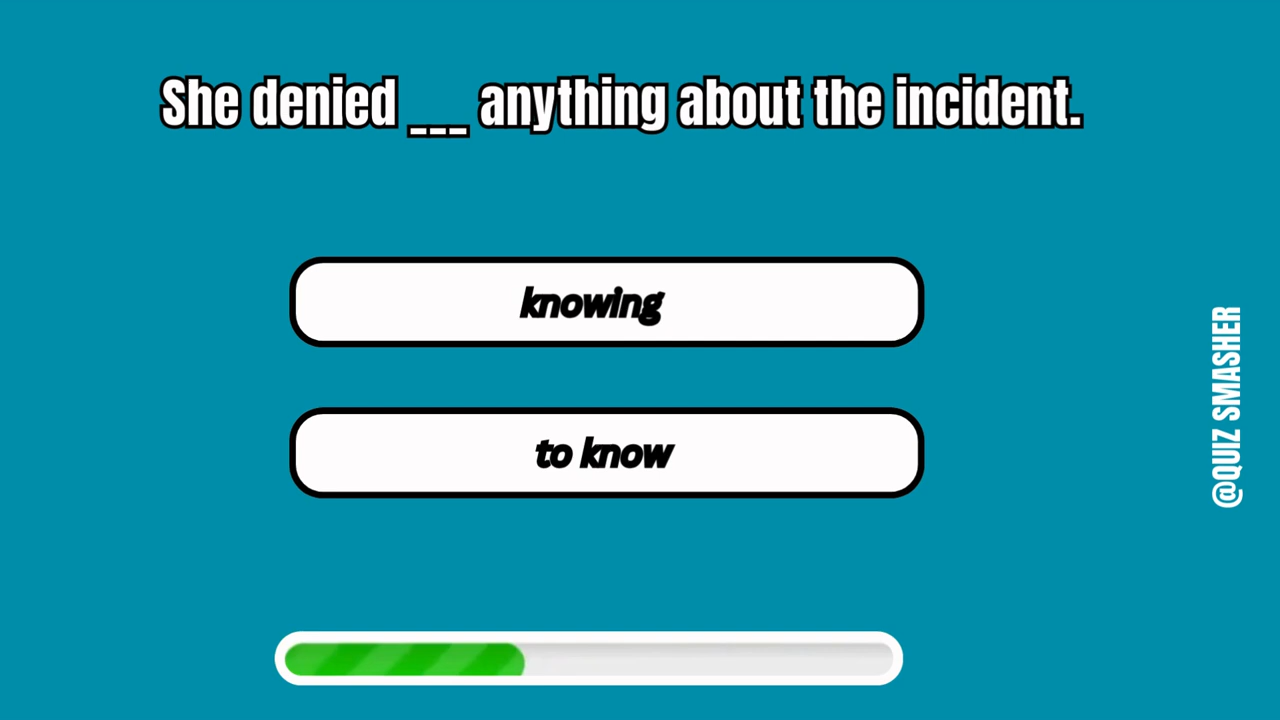 She denied ___ anything about the incident.
knowing
to know
@QUIZ SMASHER